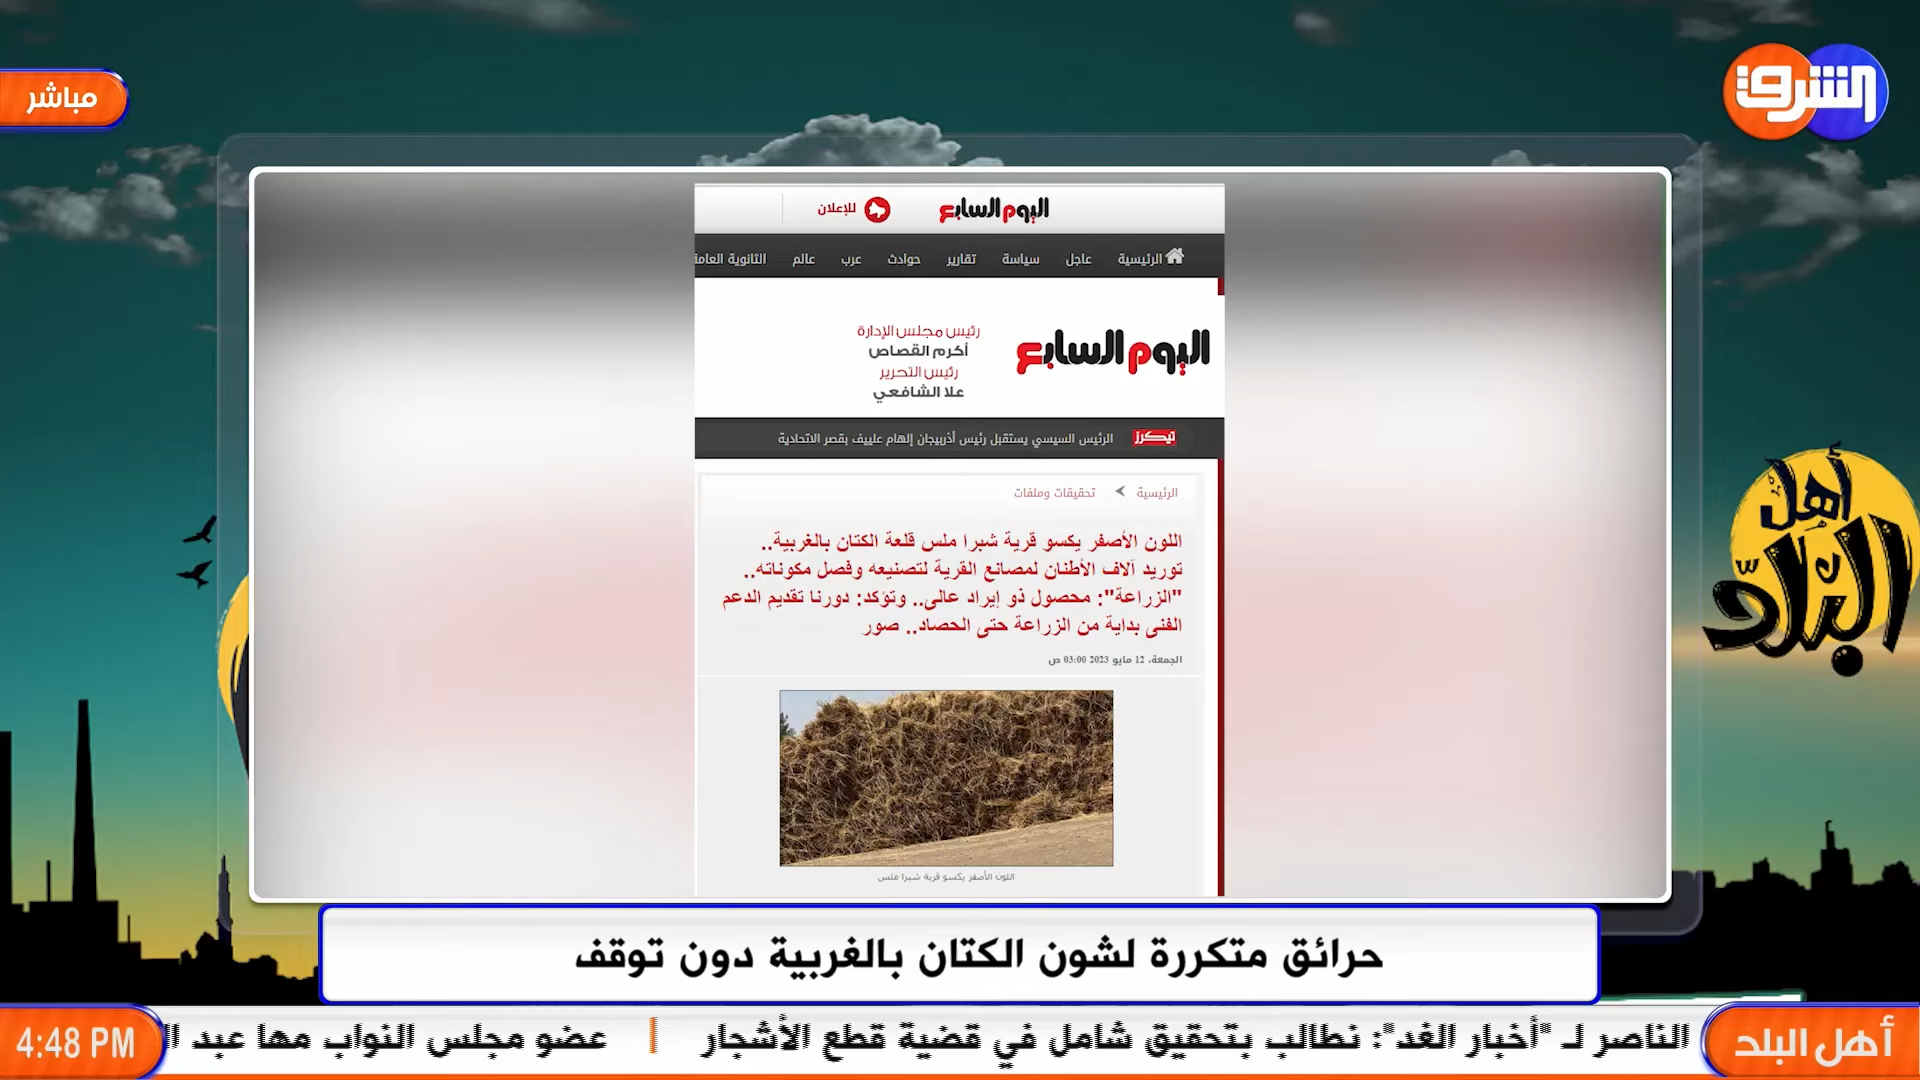 مباشر
الشرق
اليوم السابع
للإعلان
الرئيسية عاجل سياسة تقارير حوادث عرب عالم الثانوية العامة
اليوم السابع
رئيس مجلس الإدارة
أكرم القصاص
رئيس التحرير
علا الشافعي
تيكرز
الرئيس السيسي يستقبل رئيس أذربيجان إلهام علييف بقصر الاتحادية
الرئيسية تحقيقات وملفات
اللون الأصفر يكسو قرية شبرا ملس قلعة الكتان بالغربية..
توريد آلاف الأطنان لمصانع القرية لتصنيعه وفصل مكوناته..
"الزراعة": محصول ذو إيراد عالى.. وتؤكد: دورنا تقديم الدعم
الفنى بداية من الزراعة حتى الحصاد.. صور
الجمعة، 12 مايو 2023 03:00 ص
اللون الأصفر يكسو قرية شبرا ملس
أهل
البلد
حرائق متكررة لشون الكتان بالغربية دون توقف
أهل البلد
الناصر لـ "أخبار الغد": نطالب بتحقيق شامل في قضية قطع الأشجار | عضو مجلس النواب مها عبد ال
4:48 PM